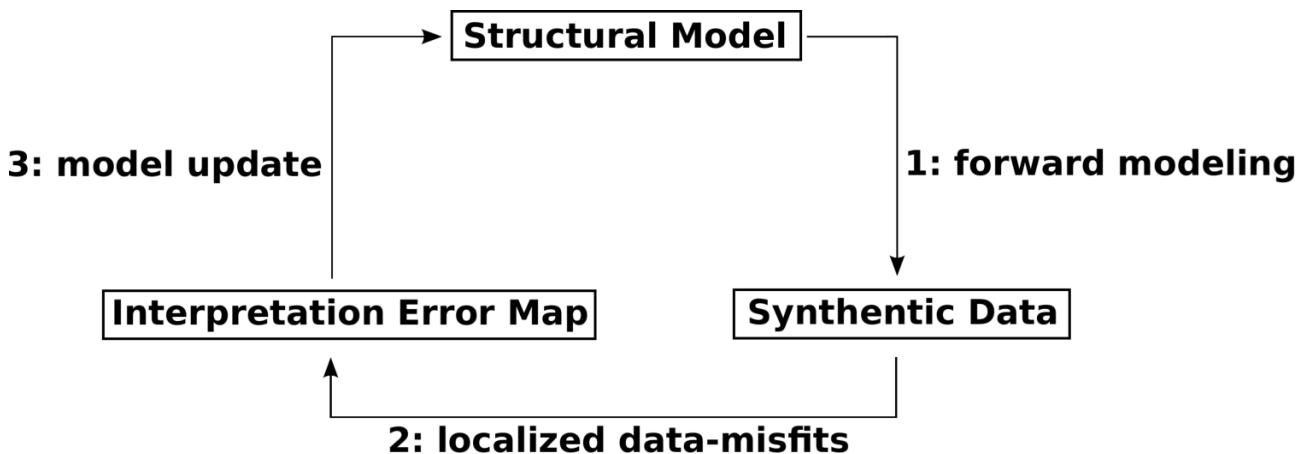 Structural Model
3: model update
1: forward modeling
Interpretation Error Map
Synthentic Data
2: localized data-misfits